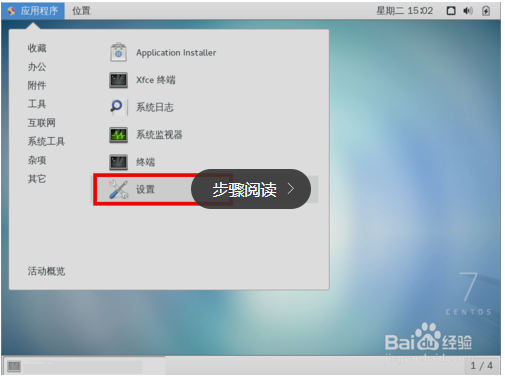 应用程序 位置 星期二 15:02
收藏
办公
附件
工具
互联网
系统工具
杂项
其它
活动概览
Application Installer
Xfce 终端
系统日志
系统监视器
终端
设置
步骤阅读
7
CENTOS
Baidu经验
1 / 4